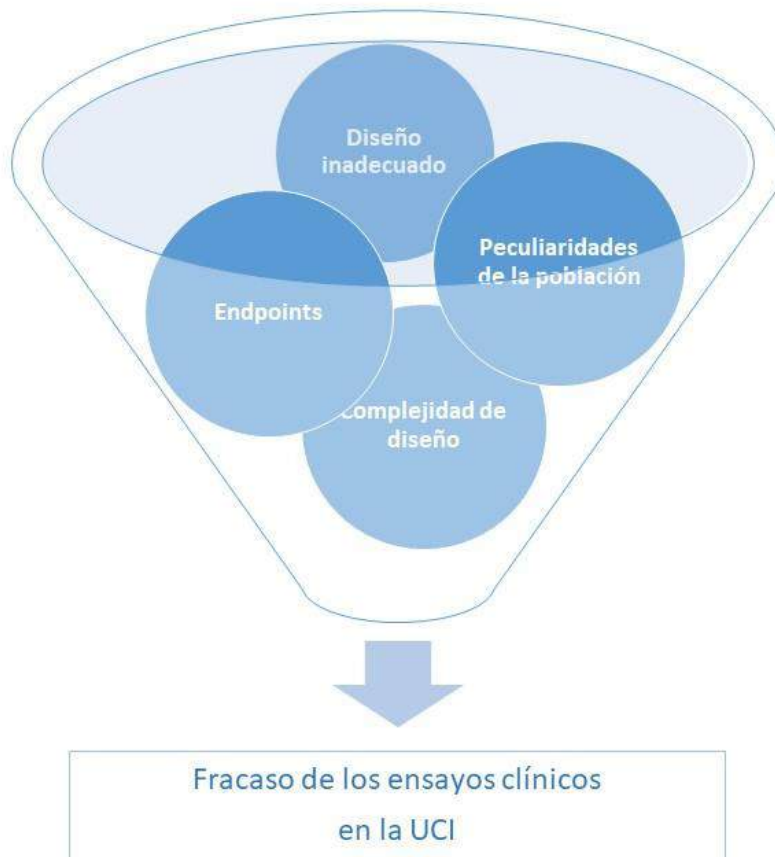 Diseño
inadecuado
Peculiaridades
de la población
Endpoints
Complejidad de
diseño
Fracaso de los ensayos clínicos
en la UCI